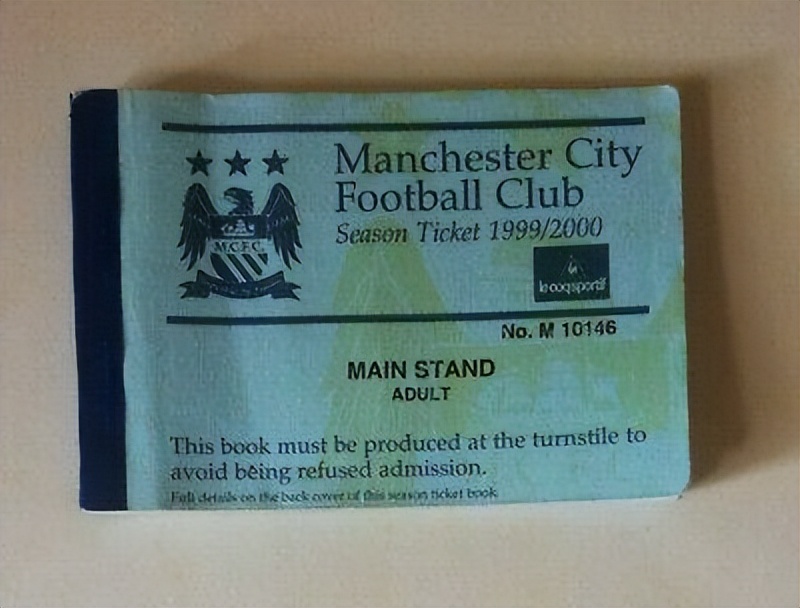 Manchester City
Football Club
Season Ticket 1999/2000
M.C.F.C.
le coq sportif
No. M 10146
MAIN STAND
ADULT
This book must be produced at the turnstile to
avoid being refused admission.
Full details on the back cover of this season ticket book